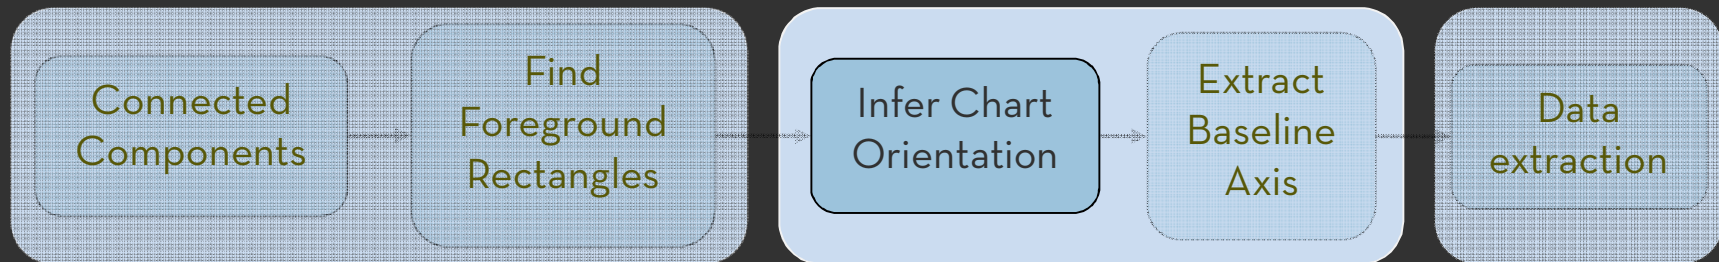 Connected
Components
Find
Foreground
Rectangles
Infer Chart
Orientation
Extract
Baseline
Axis
Data
extraction